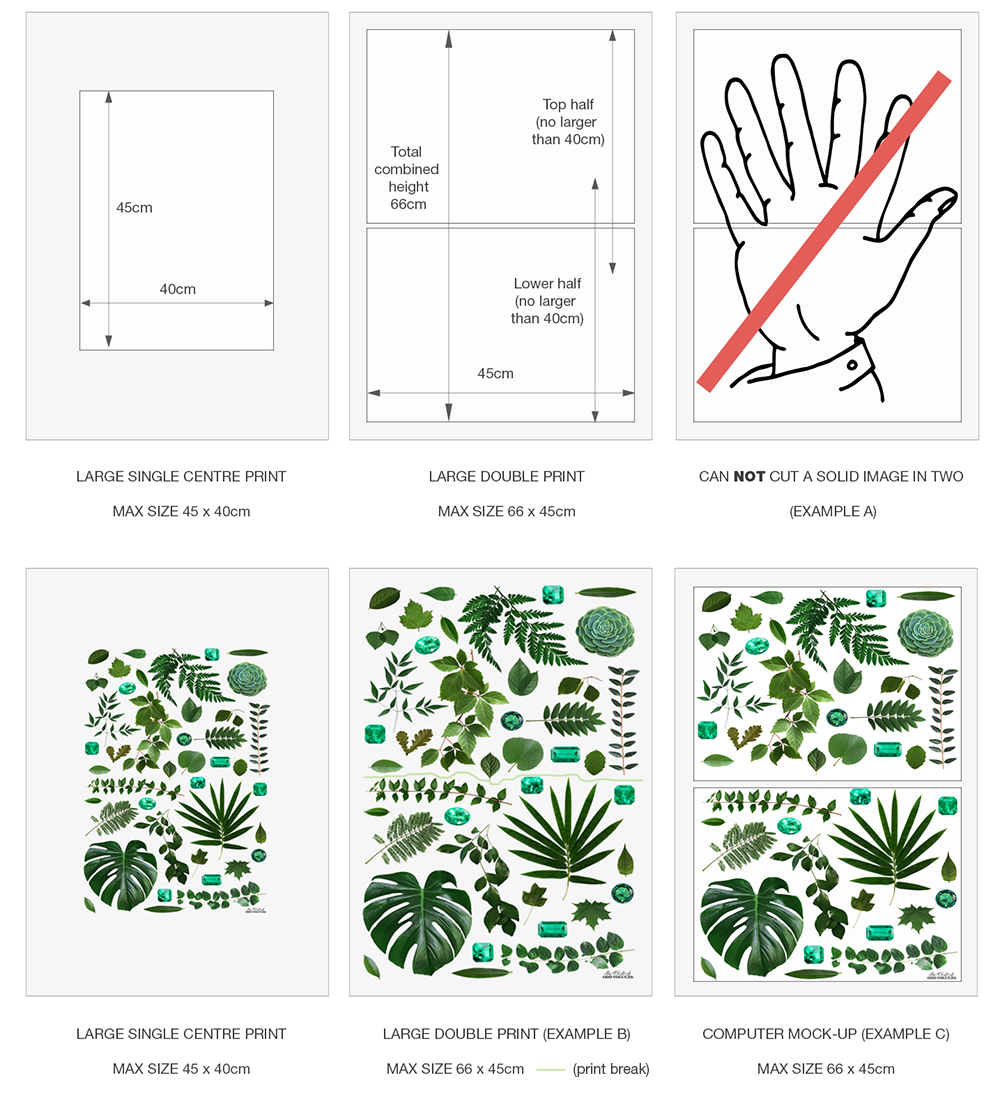 45cm
40cm
LARGE SINGLE CENTRE PRINT
MAX SIZE 45 x 40cm
Total
combined
height
66cm
Top half
(no larger
than 40cm)
Lower half
(no larger
than 40cm)
45cm
LARGE DOUBLE PRINT
MAX SIZE 66 x 45cm
CAN NOT CUT A SOLID IMAGE IN TWO
(EXAMPLE A)
LARGE SINGLE CENTRE PRINT
MAX SIZE 45 x 40cm
LARGE DOUBLE PRINT (EXAMPLE B)
MAX SIZE 66 x 45cm (print break)
COMPUTER MOCK-UP (EXAMPLE C)
MAX SIZE 66 x 45cm